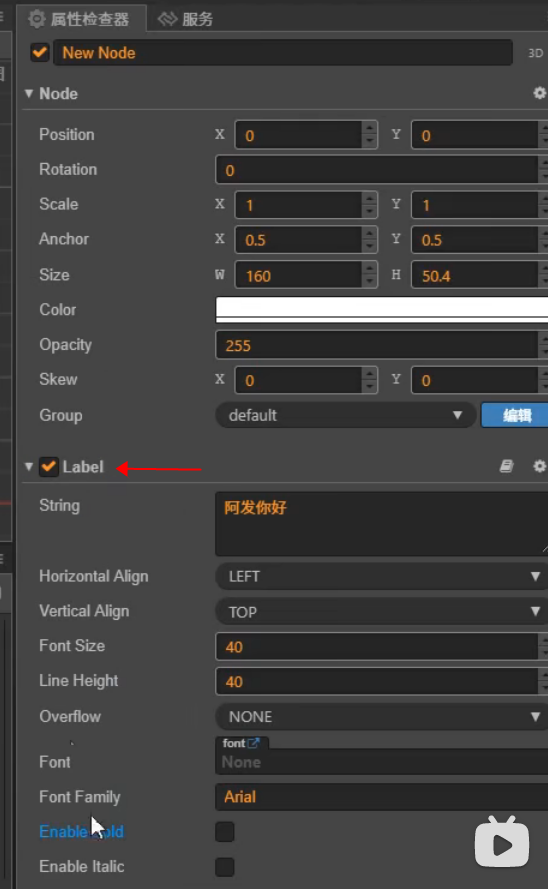 属性检查器 服务
New Node 3D
Node
Position X 0 Y 0
Rotation 0
Scale X 1 Y 1
Anchor X 0.5 Y 0.5
Size W 160 H 50.4
Color
Opacity 255
Skew X 0 Y 0
Group default 编辑
Label
String 阿发你好
Horizontal Align LEFT
Vertical Align TOP
Font Size 40
Line Height 40
Overflow NONE
font
Font None
Font Family Arial
Enable
Enable Italic